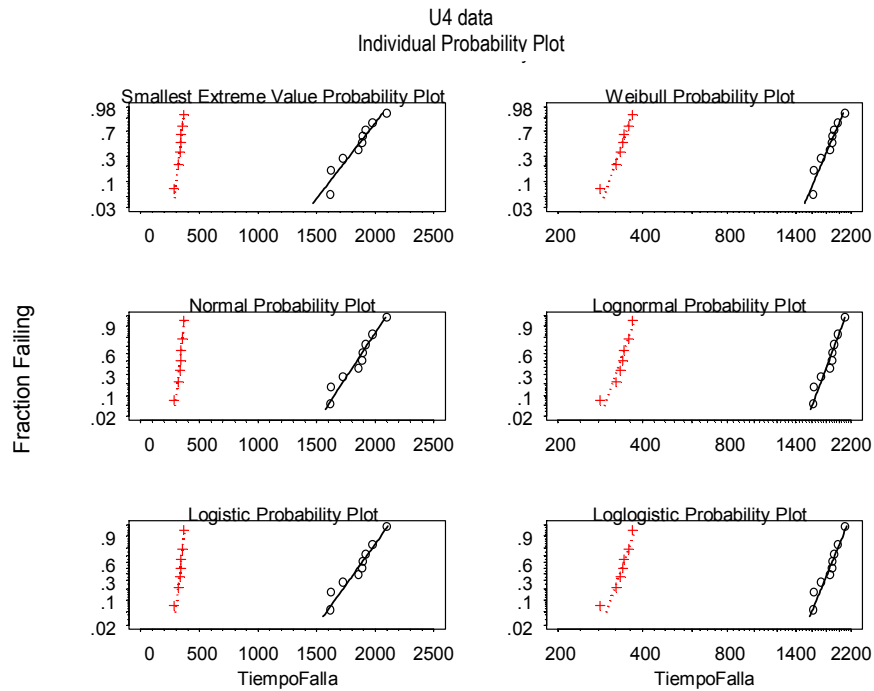 U4 data
Individual Probability Plot
Smallest Extreme Value Probability Plot
.98
.7
.3
.1
.03
0 500 1000 1500 2000 2500
Weibull Probability Plot
.98
.7
.3
.1
.03
200 400 800 1400 2200
Fraction Failing
Normal Probability Plot
.9
.6
.3
.1
.02
0 500 1000 1500 2000 2500
Lognormal Probability Plot
.9
.6
.3
.1
.02
200 400 800 1400 2200
Logistic Probability Plot
.9
.6
.3
.1
.02
0 500 1000 1500 2000 2500
TiempoFalla
Loglogistic Probability Plot
.9
.6
.3
.1
.02
200 400 800 1400 2200
TiempoFalla